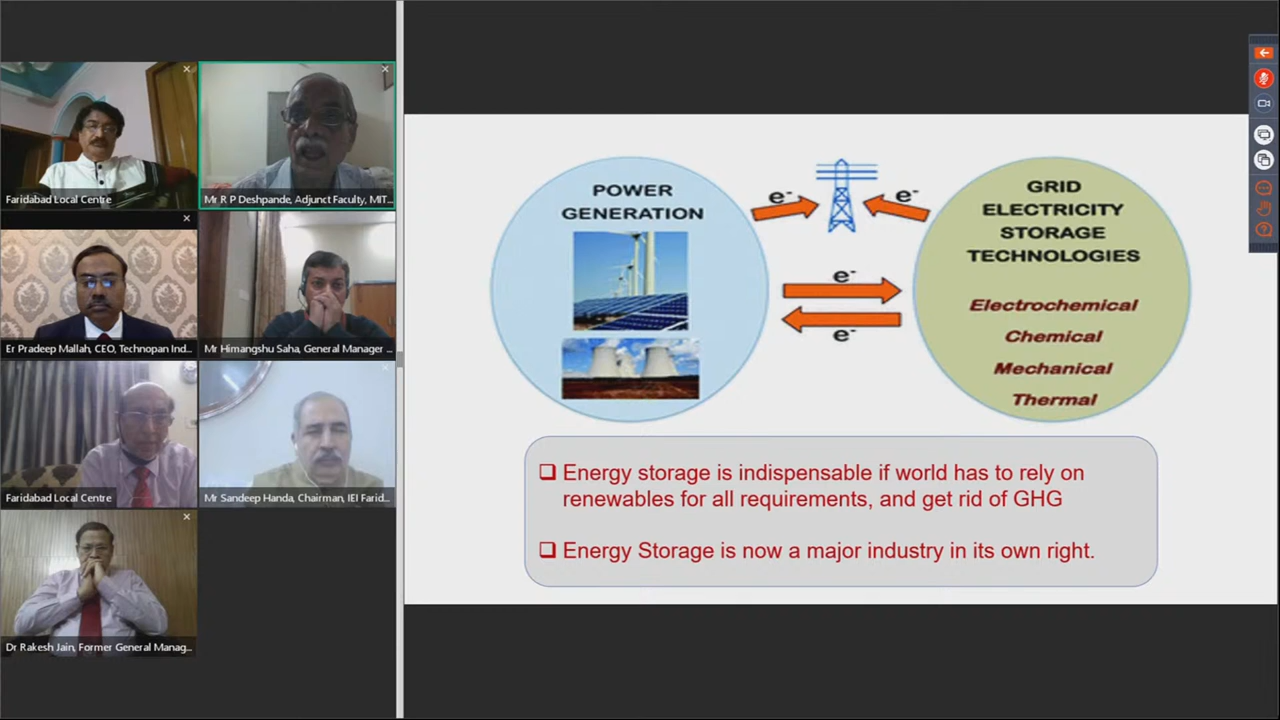 Faridabad Local Centre
Mr R P Deshpande, Adjunct Faculty, MIT...
Er Pradeep Mallah, CEO, Technopan Ind...
Mr Himangshu Saha, General Manager ...
Faridabad Local Centre
Mr Sandeep Handa, Chairman, IEI Farid...
Dr Rakesh Jain, Former General Manag...
POWER
GENERATION
e-
e-
e-
e-
GRID
ELECTRICITY
STORAGE
TECHNOLOGIES
Electrochemical
Chemical
Mechanical
Thermal
Energy storage is indispensable if world has to rely on
renewables for all requirements, and get rid of GHG
Energy Storage is now a major industry in its own right.